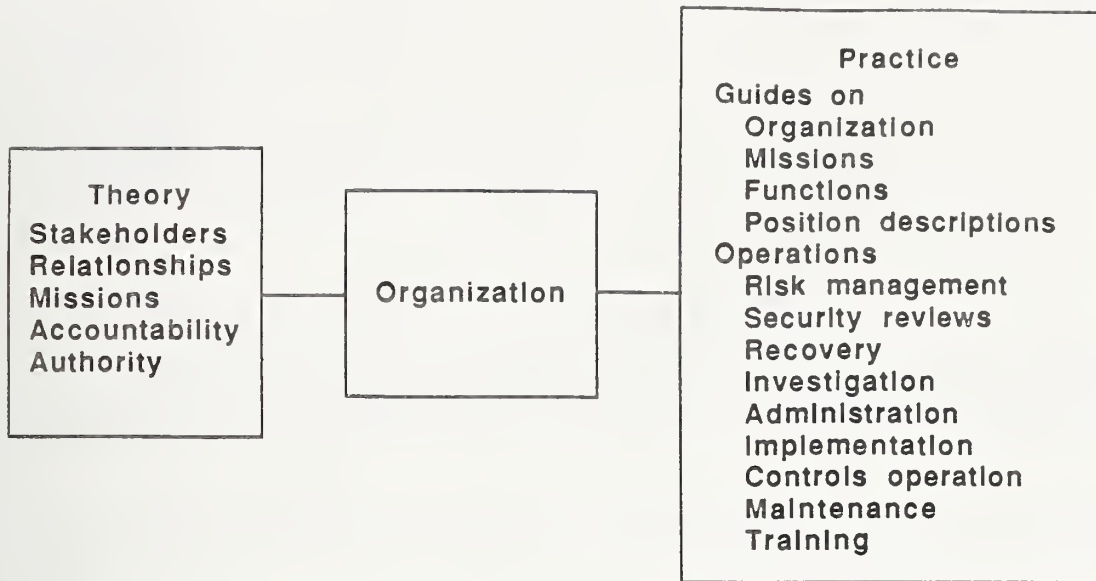 Theory
Stakeholders
Relationships
Missions
Accountability
Authority
Organization
Practice
Guides on
Organization
Missions
Functions
Position descriptions
Operations
Risk management
Security reviews
Recovery
Investigation
Administration
Implementation
Controls operation
Maintenance
Training